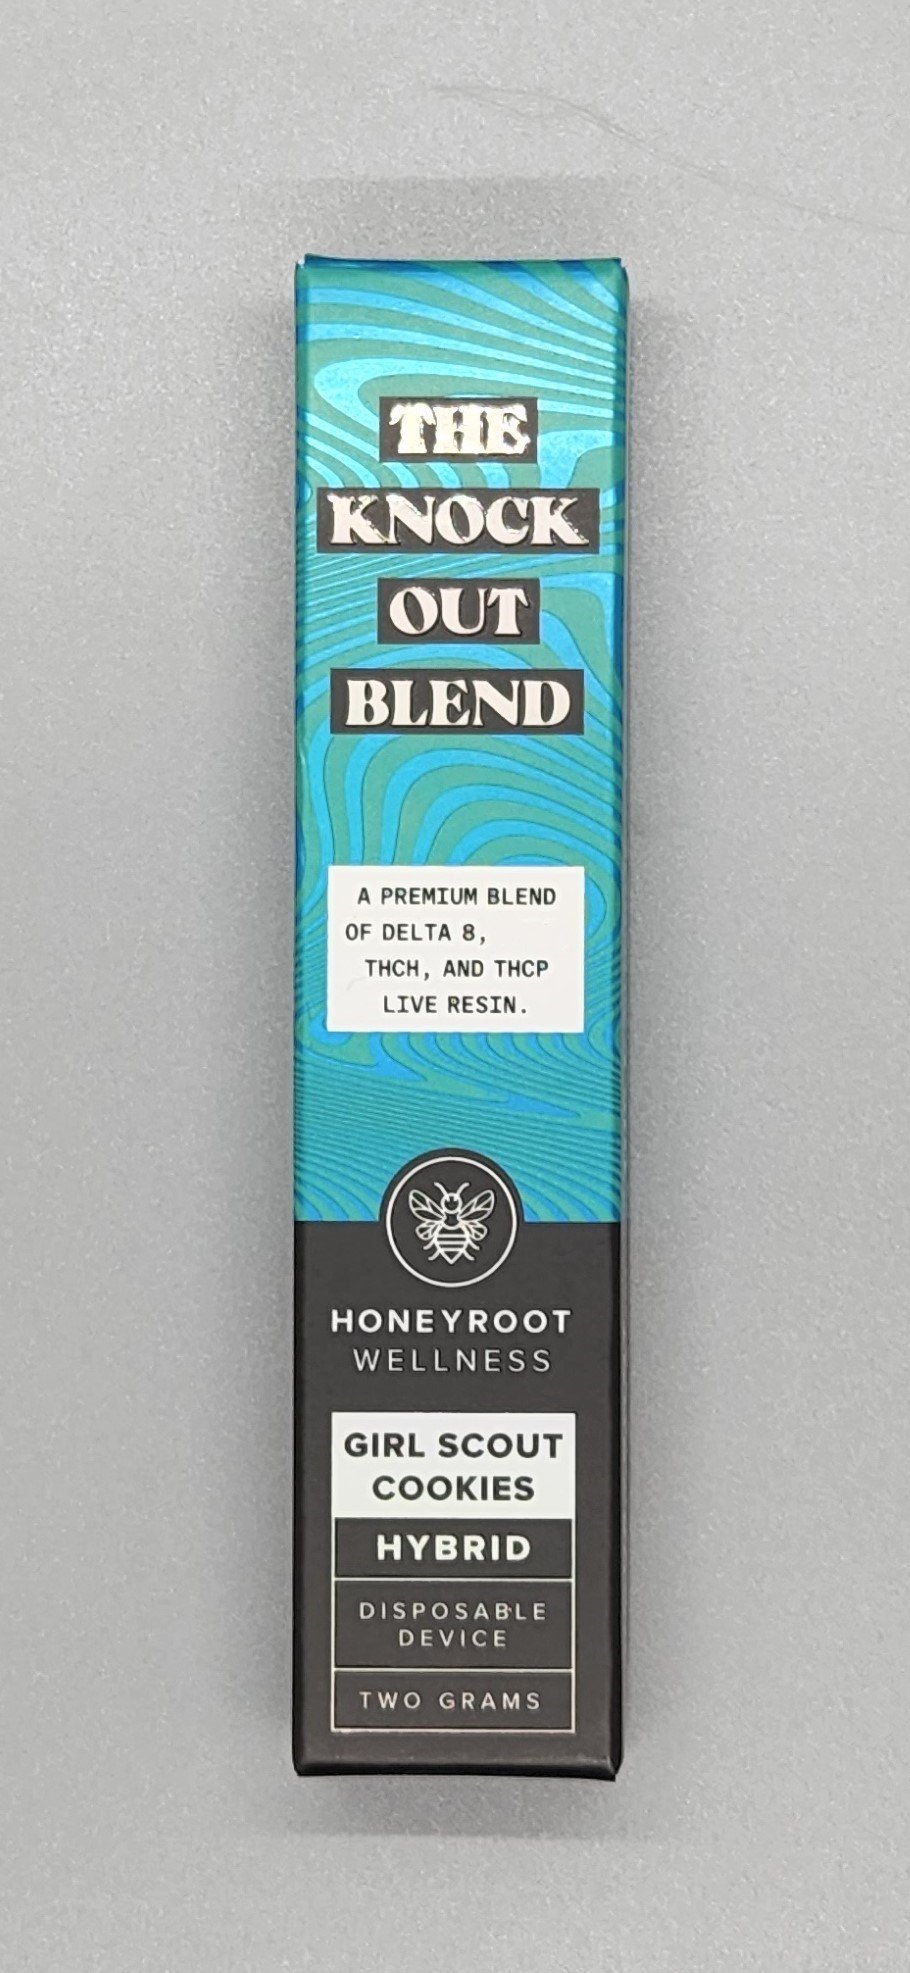 THE
KNOCK
OUT
BLEND
A PREMIUM BLEND
OF DELTA 8,
THCH, AND THCP
LIVE RESIN.
HONEYROOT
WELLNESS
GIRL SCOUT
COOKIES
HYBRID
DISPOSABLE
DEVICE
TWO GRAMS